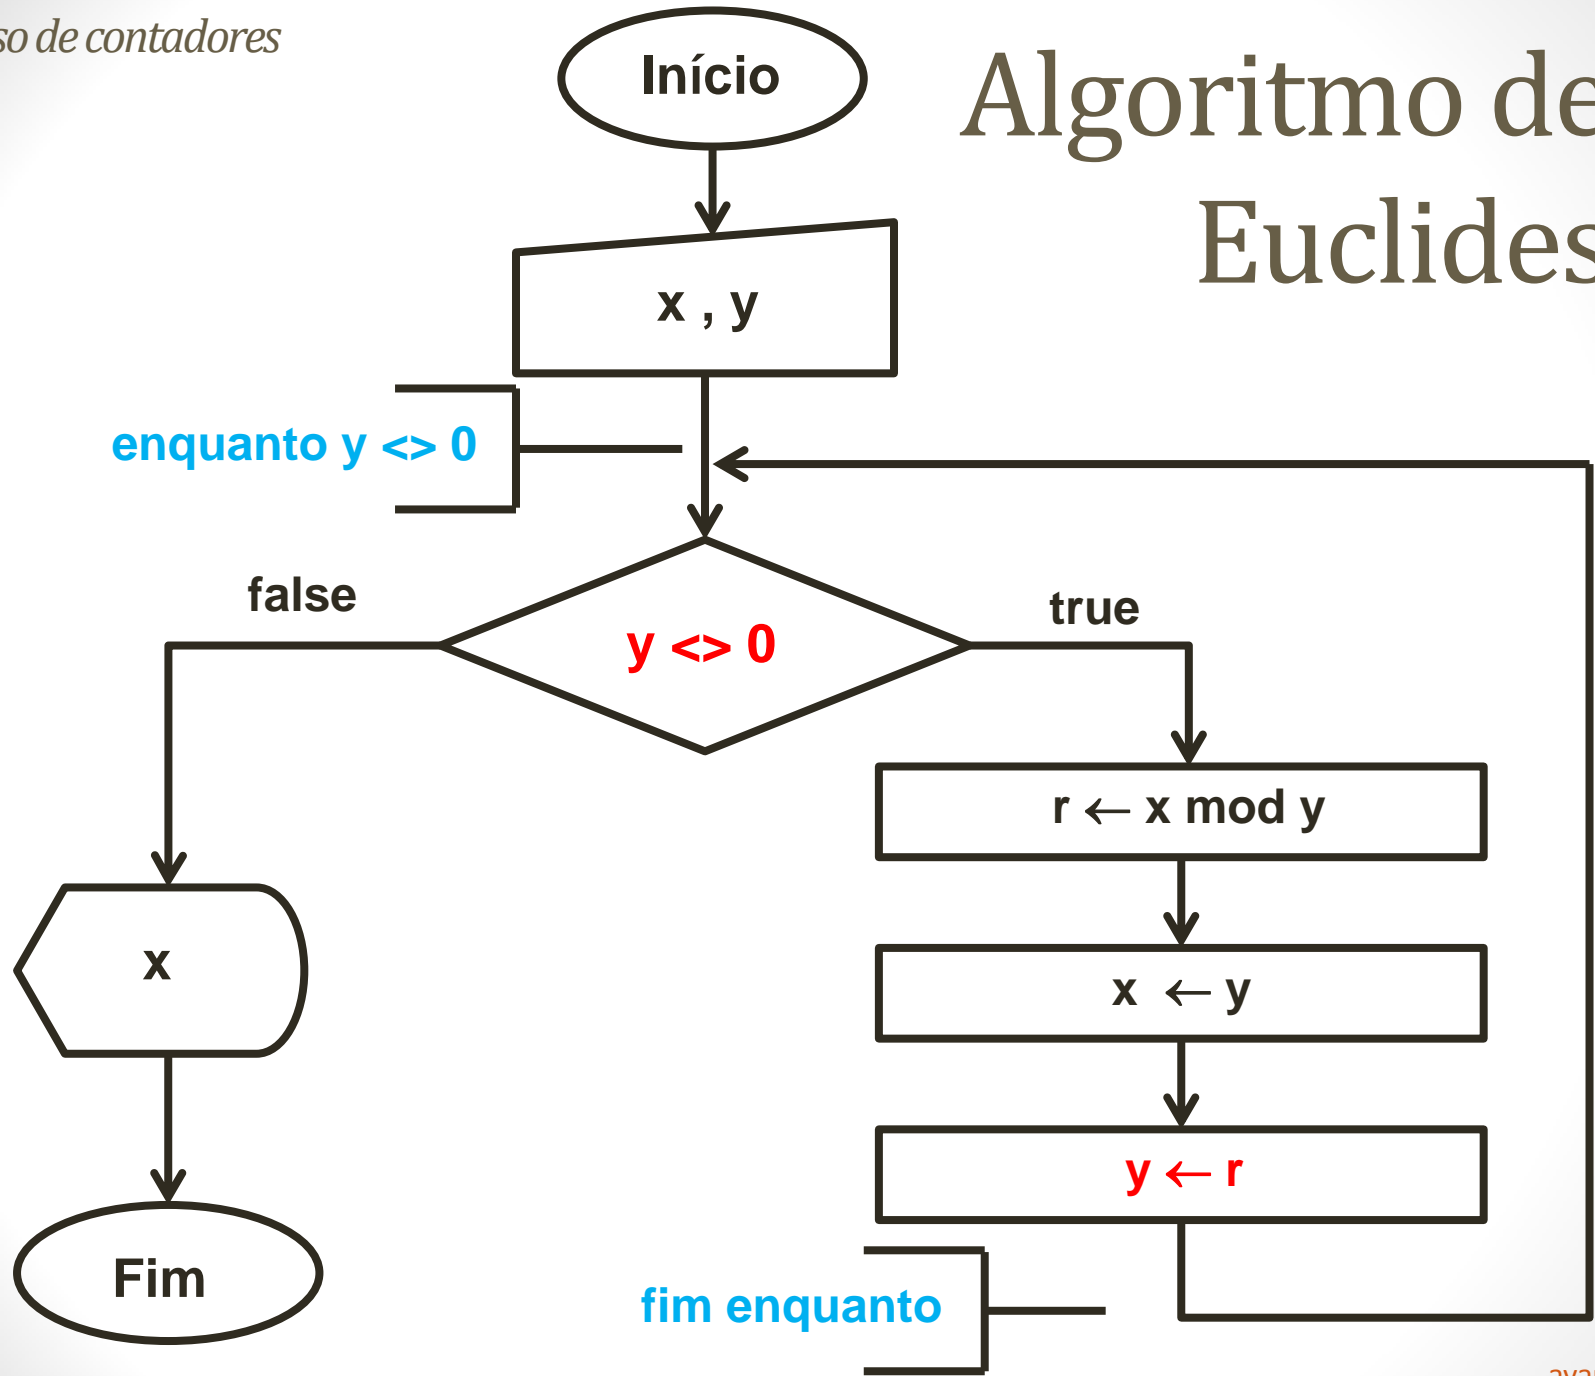 so de contadores
Algoritmo de
Euclides
Início
x , y
enquanto y <> 0
false
true
y <> 0
r ← x mod y
x ← y
y ← r
x
Fim
fim enquanto